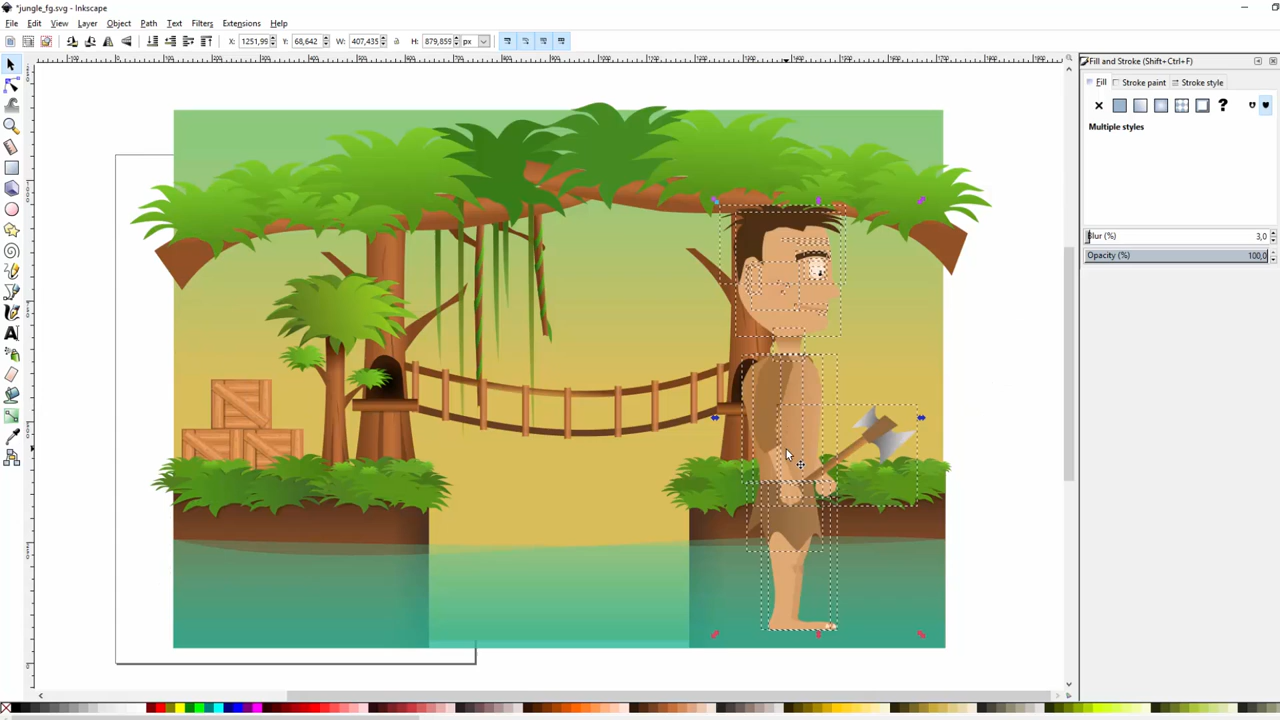 *jungle_fg.svg - Inkscape
File Edit View Layer Object Path Text Filters Extensions Help
X: 1251,99 Y: 68,642 W: 407,435 H: 879,859 px
Fill and Stroke (Shift+Ctrl+F)
Fill Stroke paint Stroke style
?
Multiple styles
Blur (%) 3,0
Opacity (%) 100,0